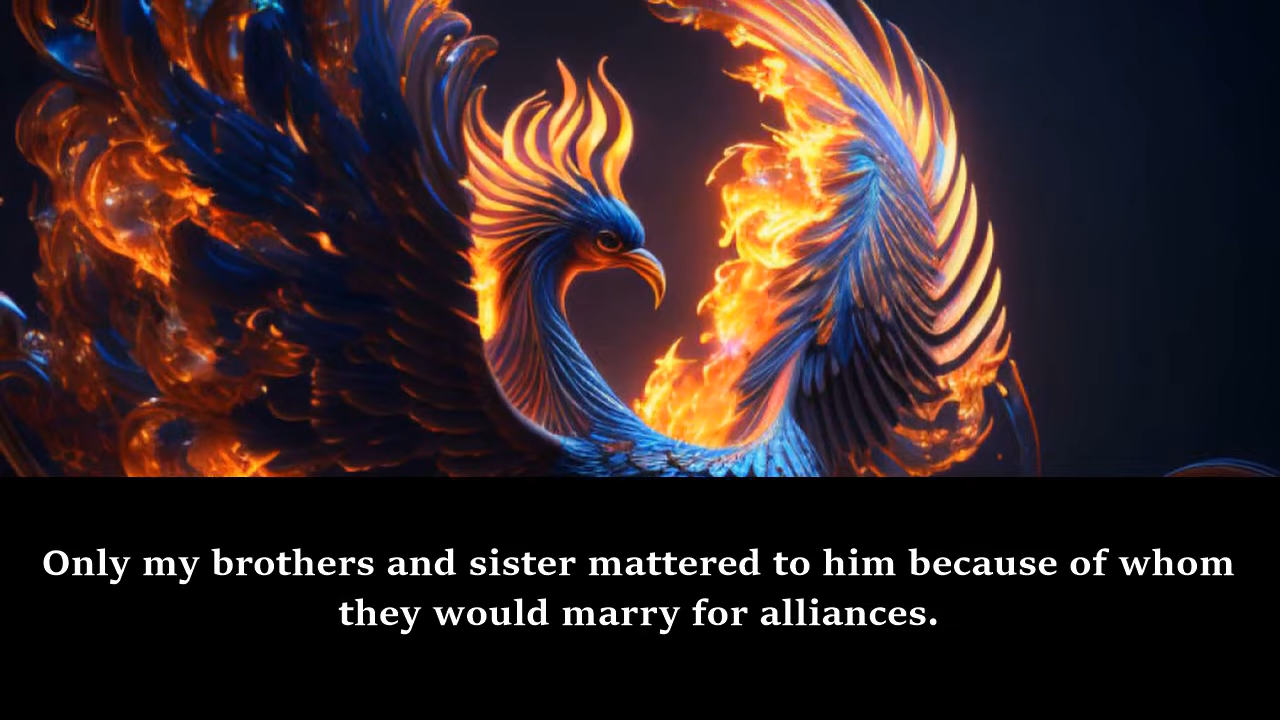 Only my brothers and sister mattered to him because of whom
they would marry for alliances.